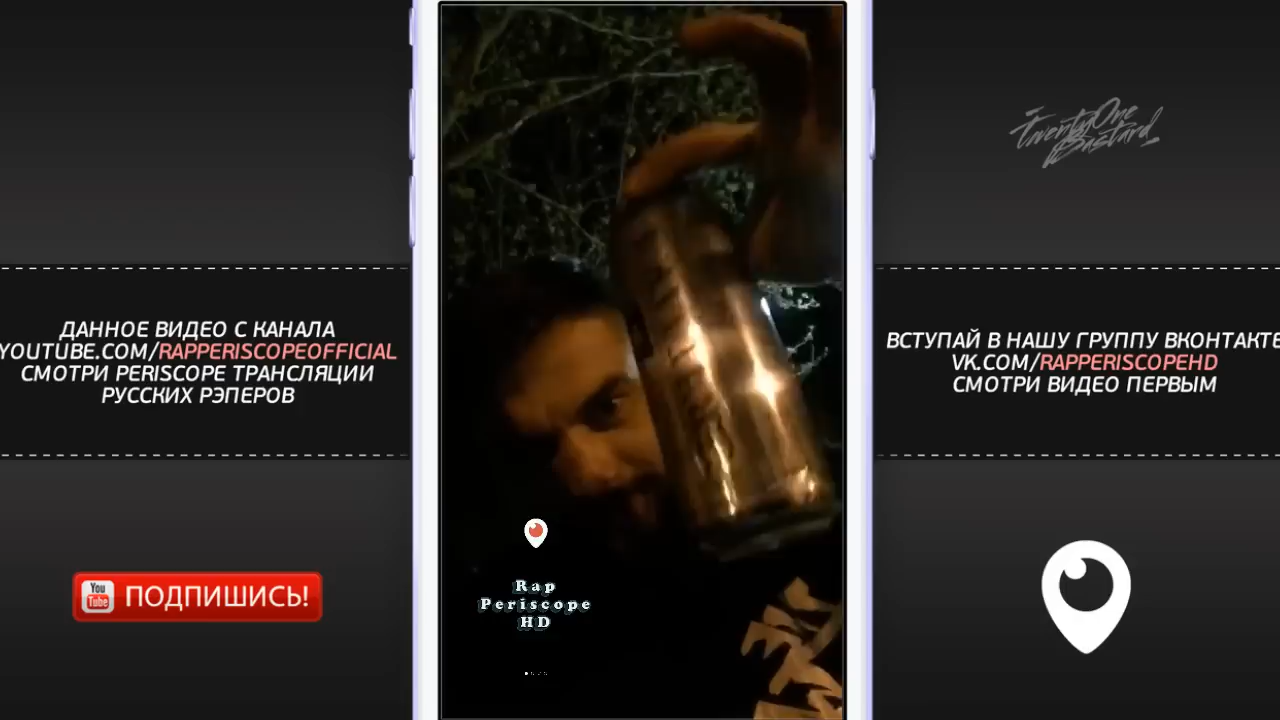 TwentyOne
Bastard
ДАННОЕ ВИДЕО С КАНАЛА
YOUTUBE.COM/RAPPERISCOPEOFFICIAL
СМОТРИ PERISCOPE ТРАНСЛЯЦИИ
РУССКИХ РЭПЕРОВ
ВСТУПАЙ В НАШУ ГРУППУ ВКОНТАКТЕ
VK.COM/RAPPERISCOPEHD
СМОТРИ ВИДЕО ПЕРВЫМ
You
Tube
ПОДПИШИСЬ!
Rap
Periscope
HD